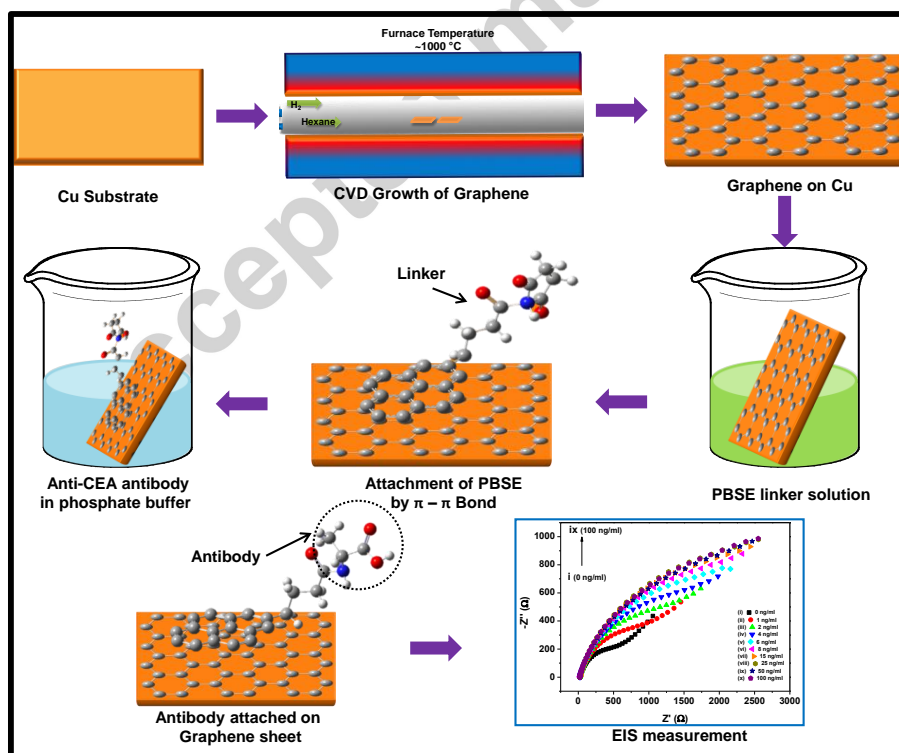 Accepted ma
Furnace Temperature
~1000 °C
H2
Hexane
Cu Substrate
CVD Growth of Graphene
Graphene on Cu
Linker
Anti-CEA antibody
in phosphate buffer
Attachment of PBSE
by π – π Bond
PBSE linker solution
Antibody
Antibody attached on
Graphene sheet
ix (100 ng/ml)
i (0 ng/ml)
(i) 0 ng/ml
(ii) 1 ng/ml
(iii) 2 ng/ml
(iv) 4 ng/ml
(v) 6 ng/ml
(vi) 8 ng/ml
(vii) 15 ng/ml
(viii) 25 ng/ml
(ix) 50 ng/ml
(x) 100 ng/ml
-Z" (Ω)
1000
800
600
400
200
0
0 500 1000 1500 2000 2500 3000
Z' (Ω)
EIS measurement